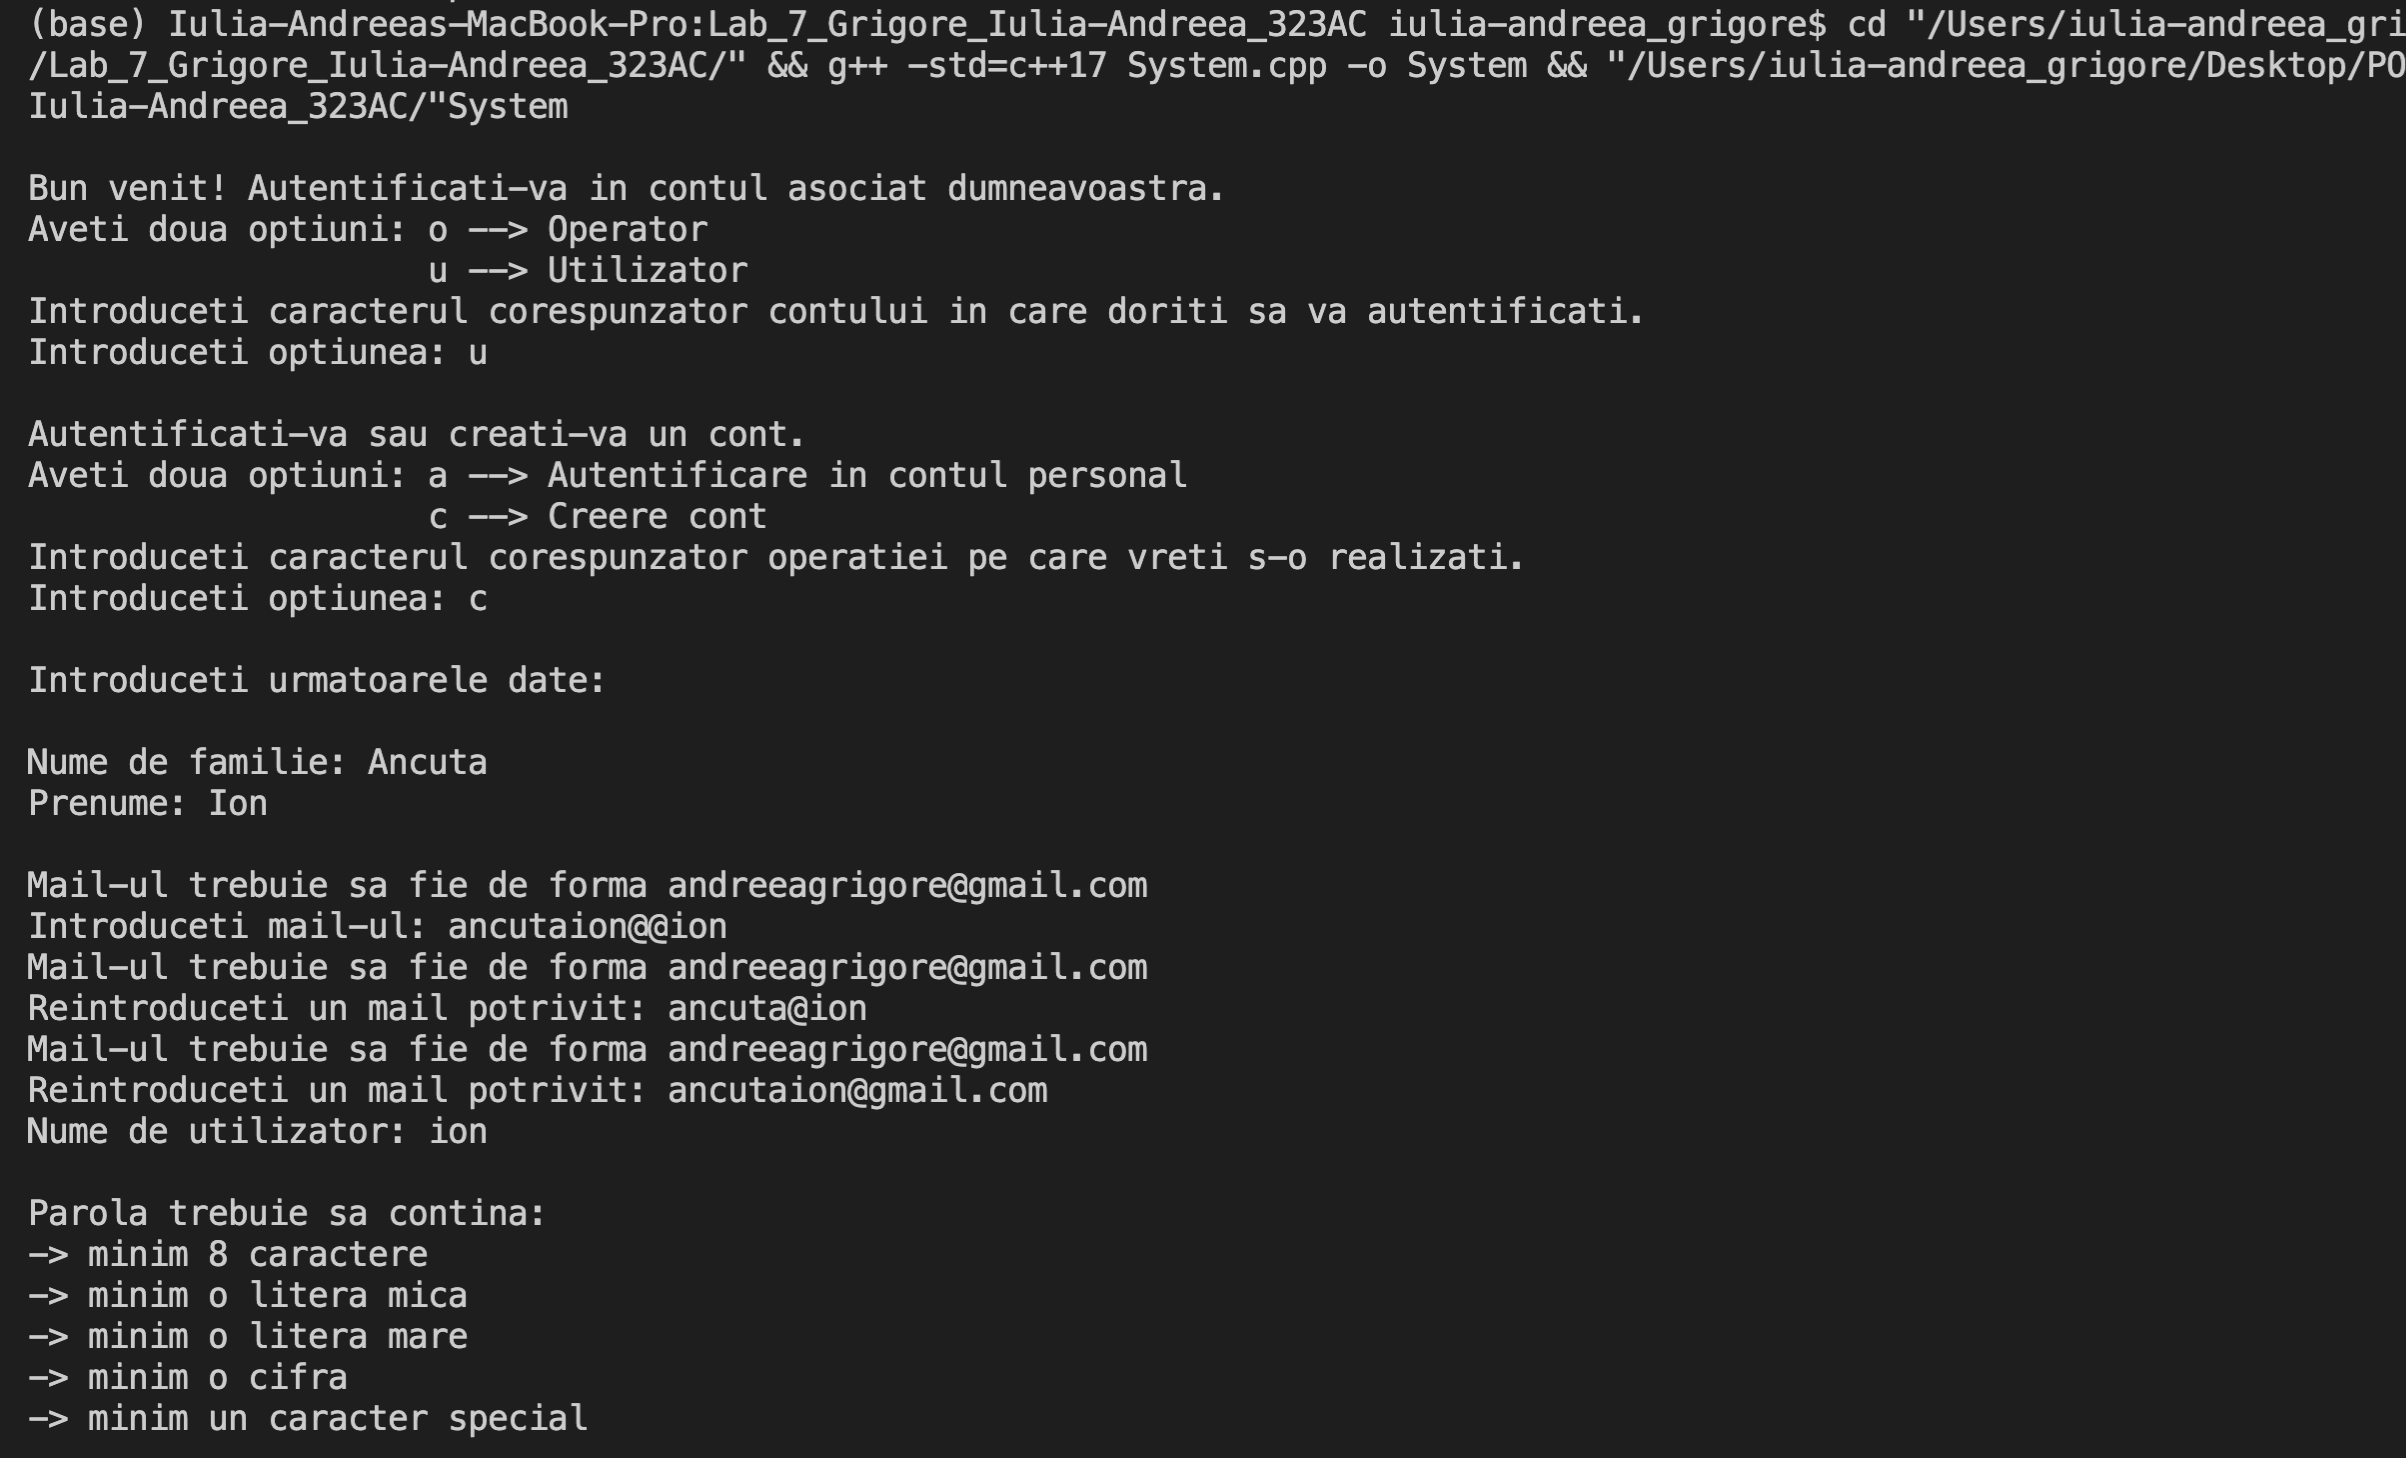 (base) Iulia-Andreeas-MacBook-Pro:Lab_7_Grigore_Iulia-Andreea_323AC iulia-andreea_grigore$ cd "/Users/iulia-andreea_gri
/Lab_7_Grigore_Iulia-Andreea_323AC/" && g++ -std=c++17 System.cpp -o System && "/Users/iulia-andreea_grigore/Desktop/PO
Iulia-Andreea_323AC/"System
Bun venit! Autentificati-va in contul asociat dumneavoastra.
Aveti doua optiuni: o --> Operator
u --> Utilizator
Introduceti caracterul corespunzator contului in care doriti sa va autentificati.
Introduceti optiunea: u
Autentificati-va sau creati-va un cont.
Aveti doua optiuni: a --> Autentificare in contul personal
c --> Creere cont
Introduceti caracterul corespunzator operatiei pe care vreti s-o realizati.
Introduceti optiunea: c
Introduceti urmatoarele date:
Nume de familie: Ancuta
Prenume: Ion
Mail-ul trebuie sa fie de forma andreeagrigore@gmail.com
Introduceti mail-ul: ancutaion@@ion
Mail-ul trebuie sa fie de forma andreeagrigore@gmail.com
Reintroduceti un mail potrivit: ancuta@ion
Mail-ul trebuie sa fie de forma andreeagrigore@gmail.com
Reintroduceti un mail potrivit: ancutaion@gmail.com
Nume de utilizator: ion
Parola trebuie sa contina:
-> minim 8 caractere
-> minim o litera mica
-> minim o litera mare
-> minim o cifra
-> minim un caracter special